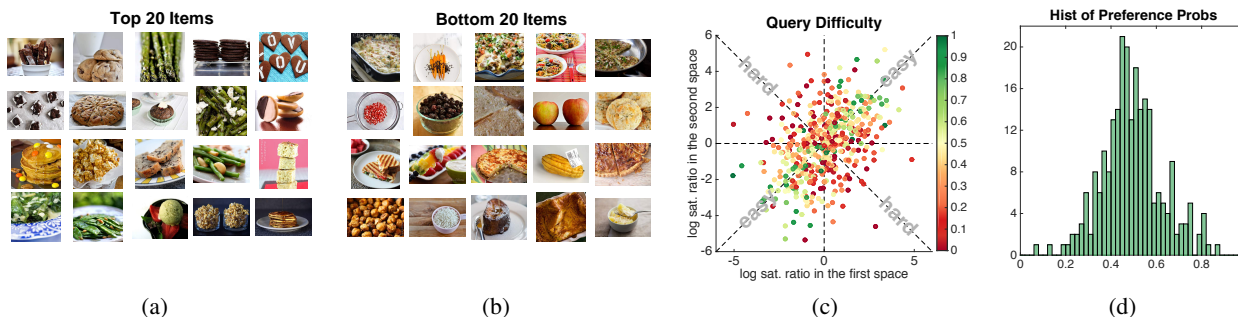 Top 20 Items
Bottom 20 Items
Query Difficulty
Hist of Preference Probs
YOV
YOU
log sat. ratio in the second space
6
4
2
0
-2
-4
-6
hard
easy
easy
hard
-5 0 5
log sat. ratio in the first space
1
0.9
0.8
0.7
0.6
0.5
0.4
0.3
0.2
0.1
0
20
16
12
8
4
0
0 0.2 0.4 0.6 0.8
(a)
(b)
(c)
(d)